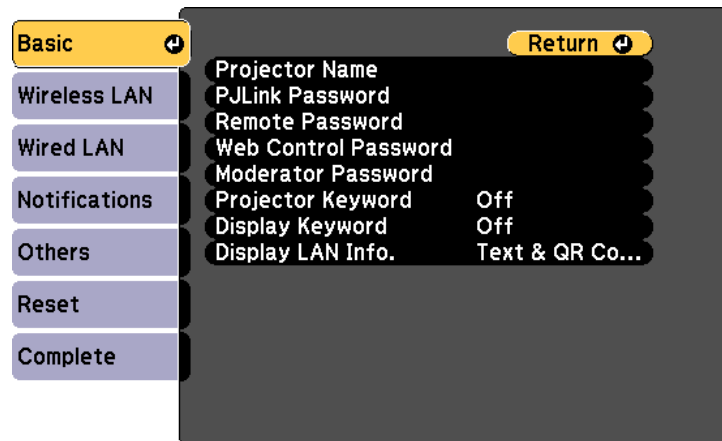 Basic
Wireless LAN
Wired LAN
Notifications
Others
Reset
Complete
Return
Projector Name
PJLink Password
Remote Password
Web Control Password
Moderator Password
Projector Keyword Off
Display Keyword Off
Display LAN Info. Text & QR Co...